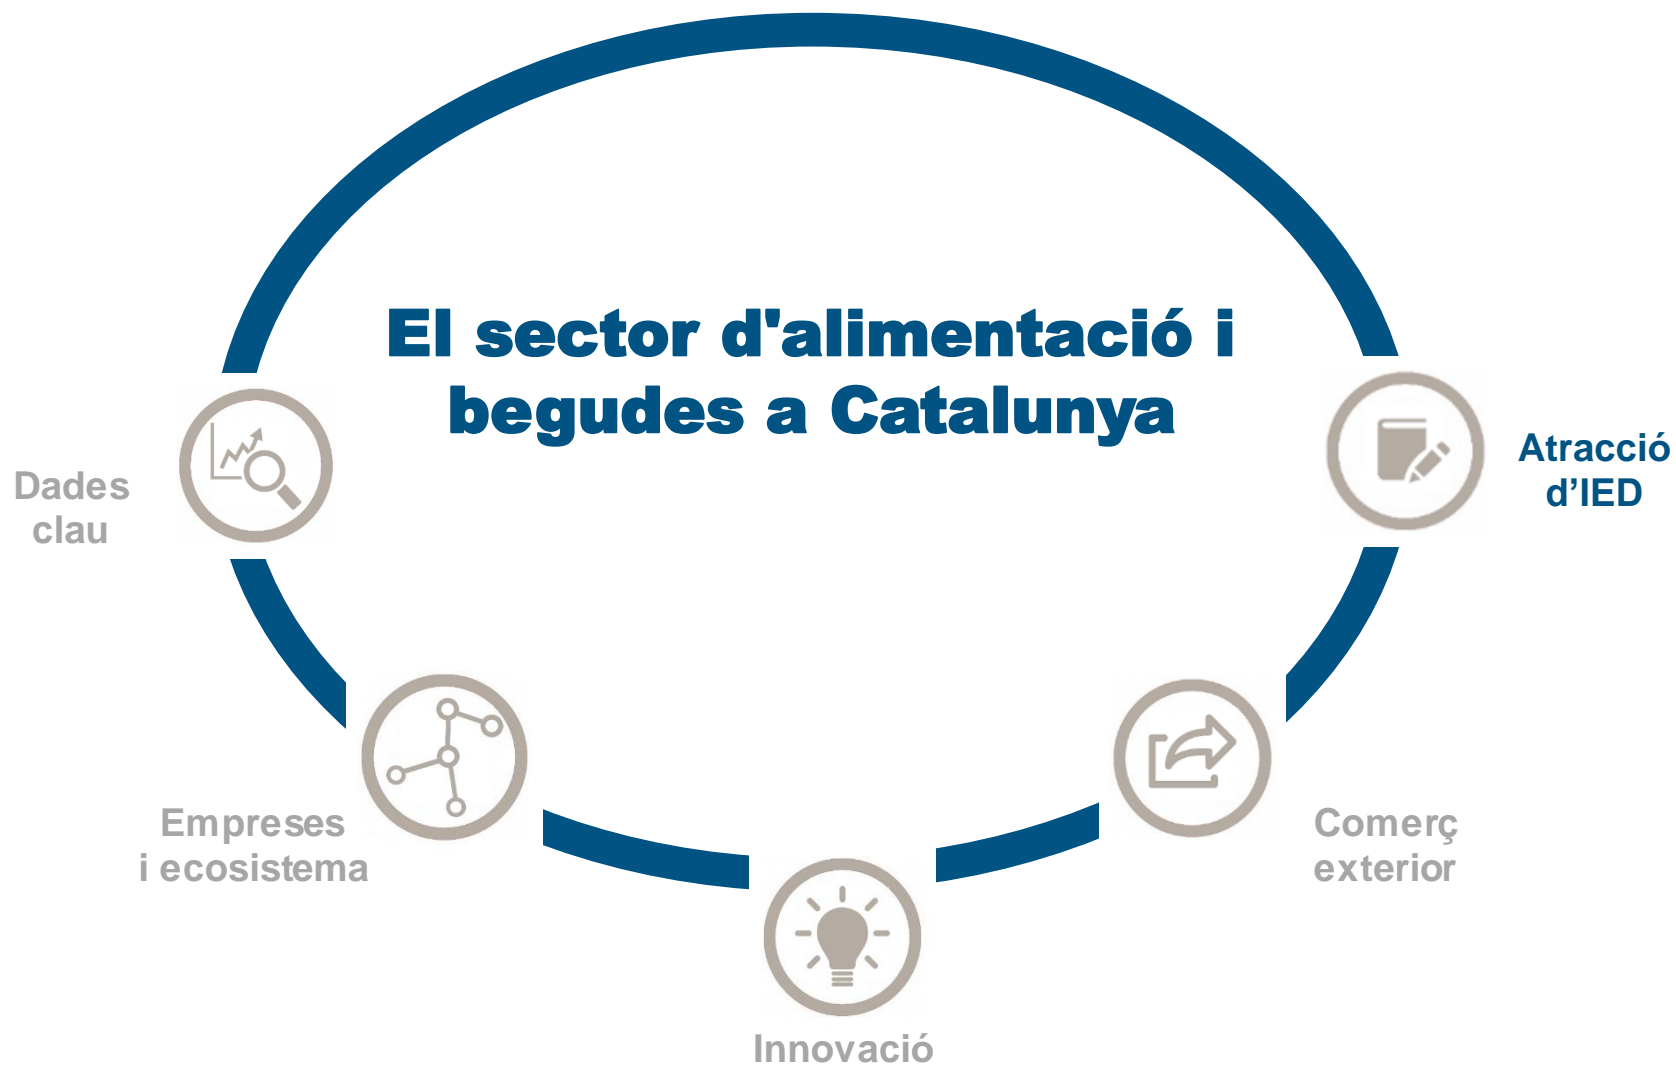 El sector d'alimentació i
begudes a Catalunya
Dades
clau
Empreses
i ecosistema
Innovació
Comerç
exterior
Atracció
d’IED